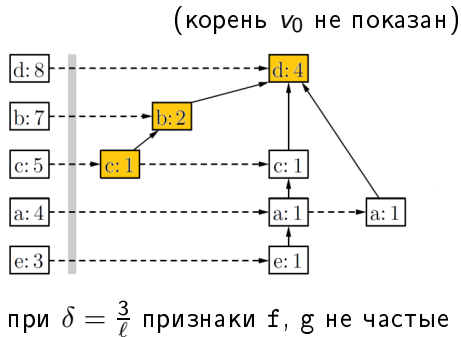 (корень v₀ не показан)
d: 8 d: 4
b: 7 b: 2
c: 5 c: 1 c: 1
a: 4 a: 1 a: 1
e: 3 e: 1
при δ = 3/ℓ признаки f, g не частые